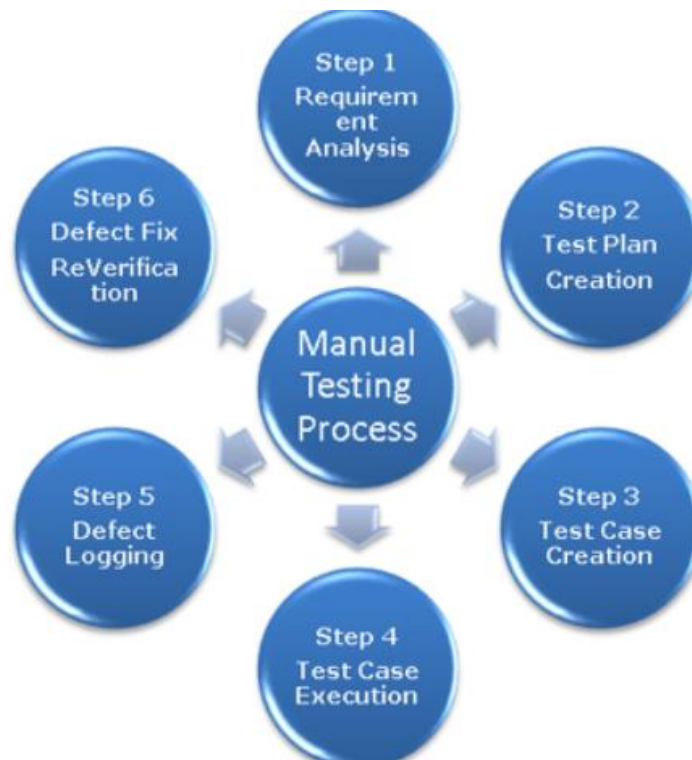 Step 1
Requirem
ent
Analysis
Step 2
Test Plan
Creation
Step 3
Test Case
Creation
Step 4
Test Case
Execution
Step 5
Defect
Logging
Step 6
Defect Fix
ReVerifica
tion
Manual
Testing
Process